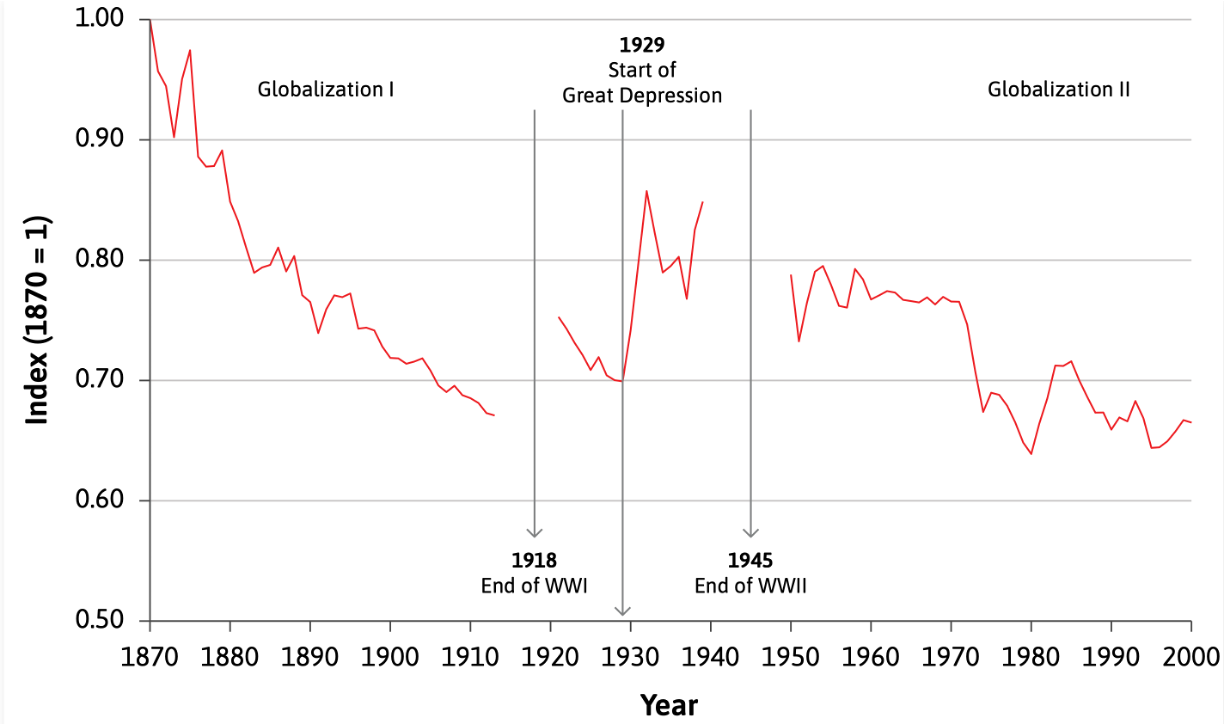 1.00
1929
Start of
Great Depression
Globalization I
Globalization II
0.90
0.80
0.70
0.60
0.50
Index (1870 = 1)
1918
End of WWI
1945
End of WWII
1870 1880 1890 1900 1910 1920 1930 1940 1950 1960 1970 1980 1990 2000
Year